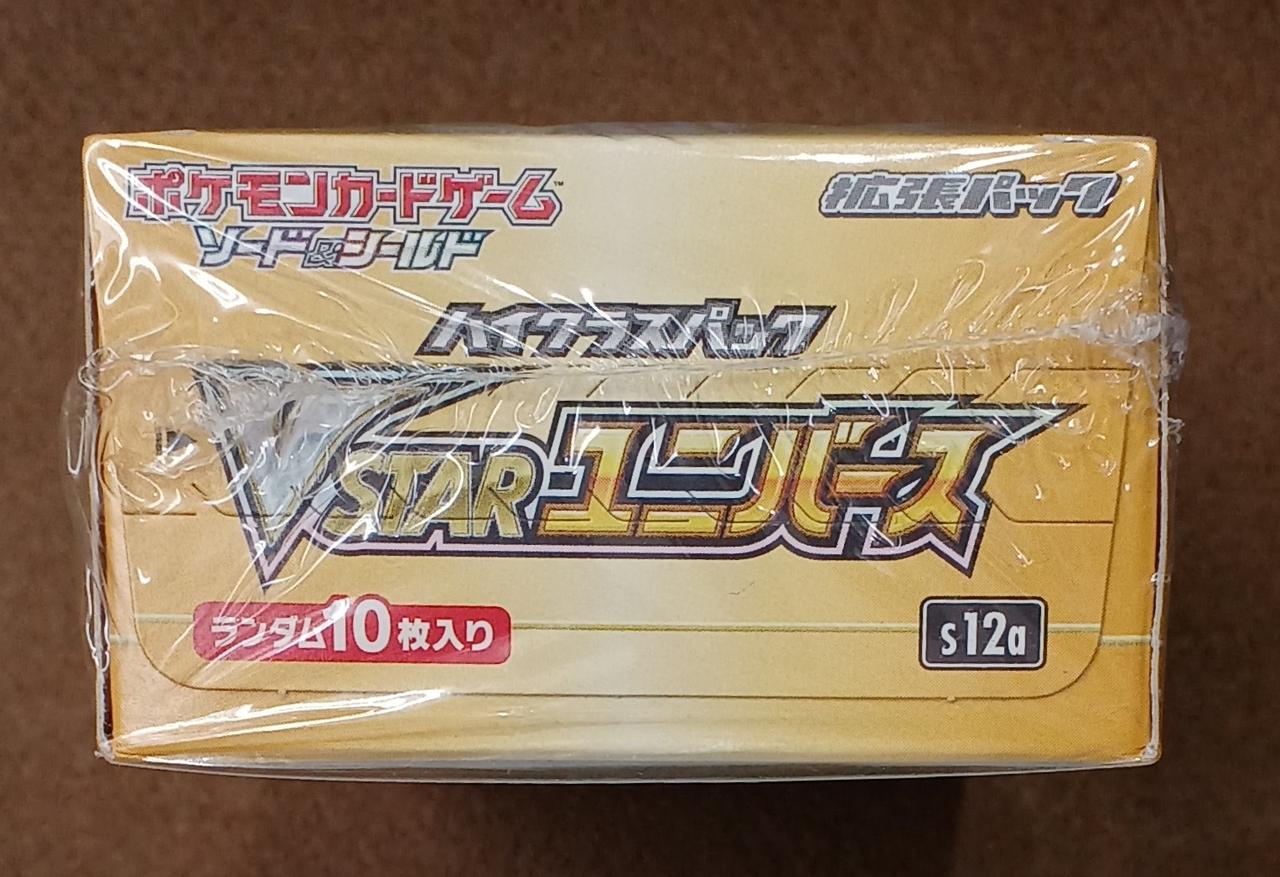 ポケモンカードゲーム™
ソード&シールド
拡張パック
ハイクラスパック
VSTARユニバース
ランダム10枚入り
s12a